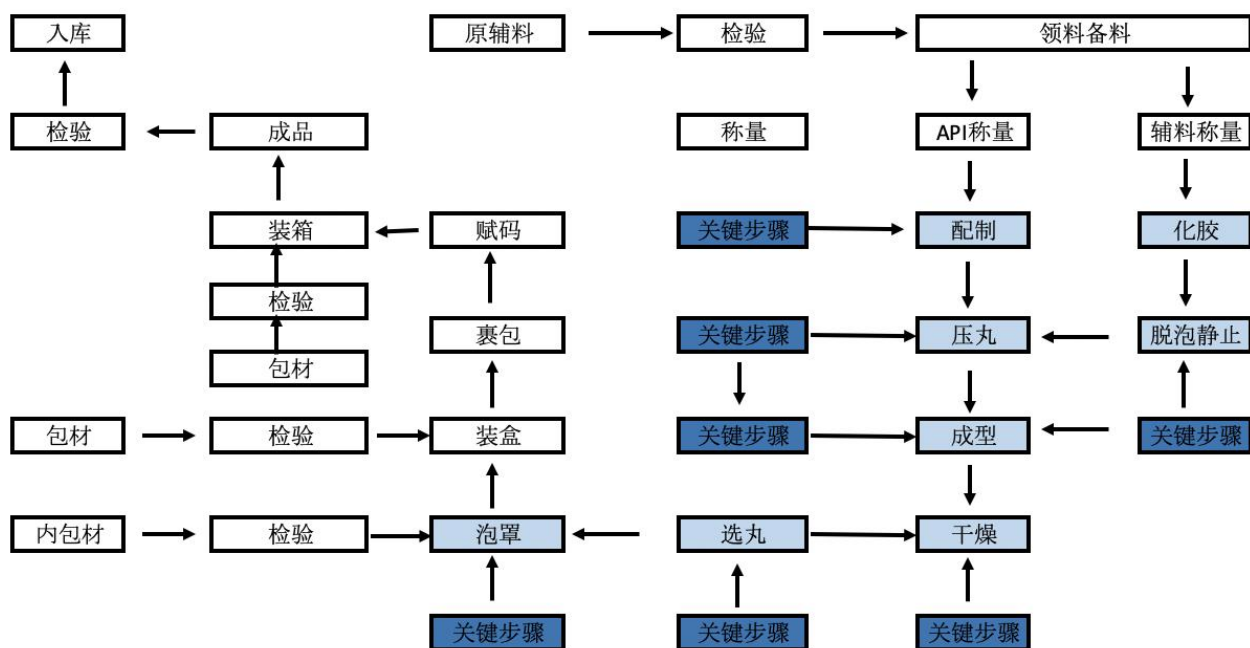 入库
原辅料
检验
领料备料
检验
成品
称量
API称量
辅料称量
装箱
赋码
关键步骤
配制
化胶
检验
裹包
关键步骤
压丸
脱泡静止
包材
包材
检验
装盒
关键步骤
成型
关键步骤
内包材
检验
泡罩
选丸
干燥
关键步骤
关键步骤
关键步骤